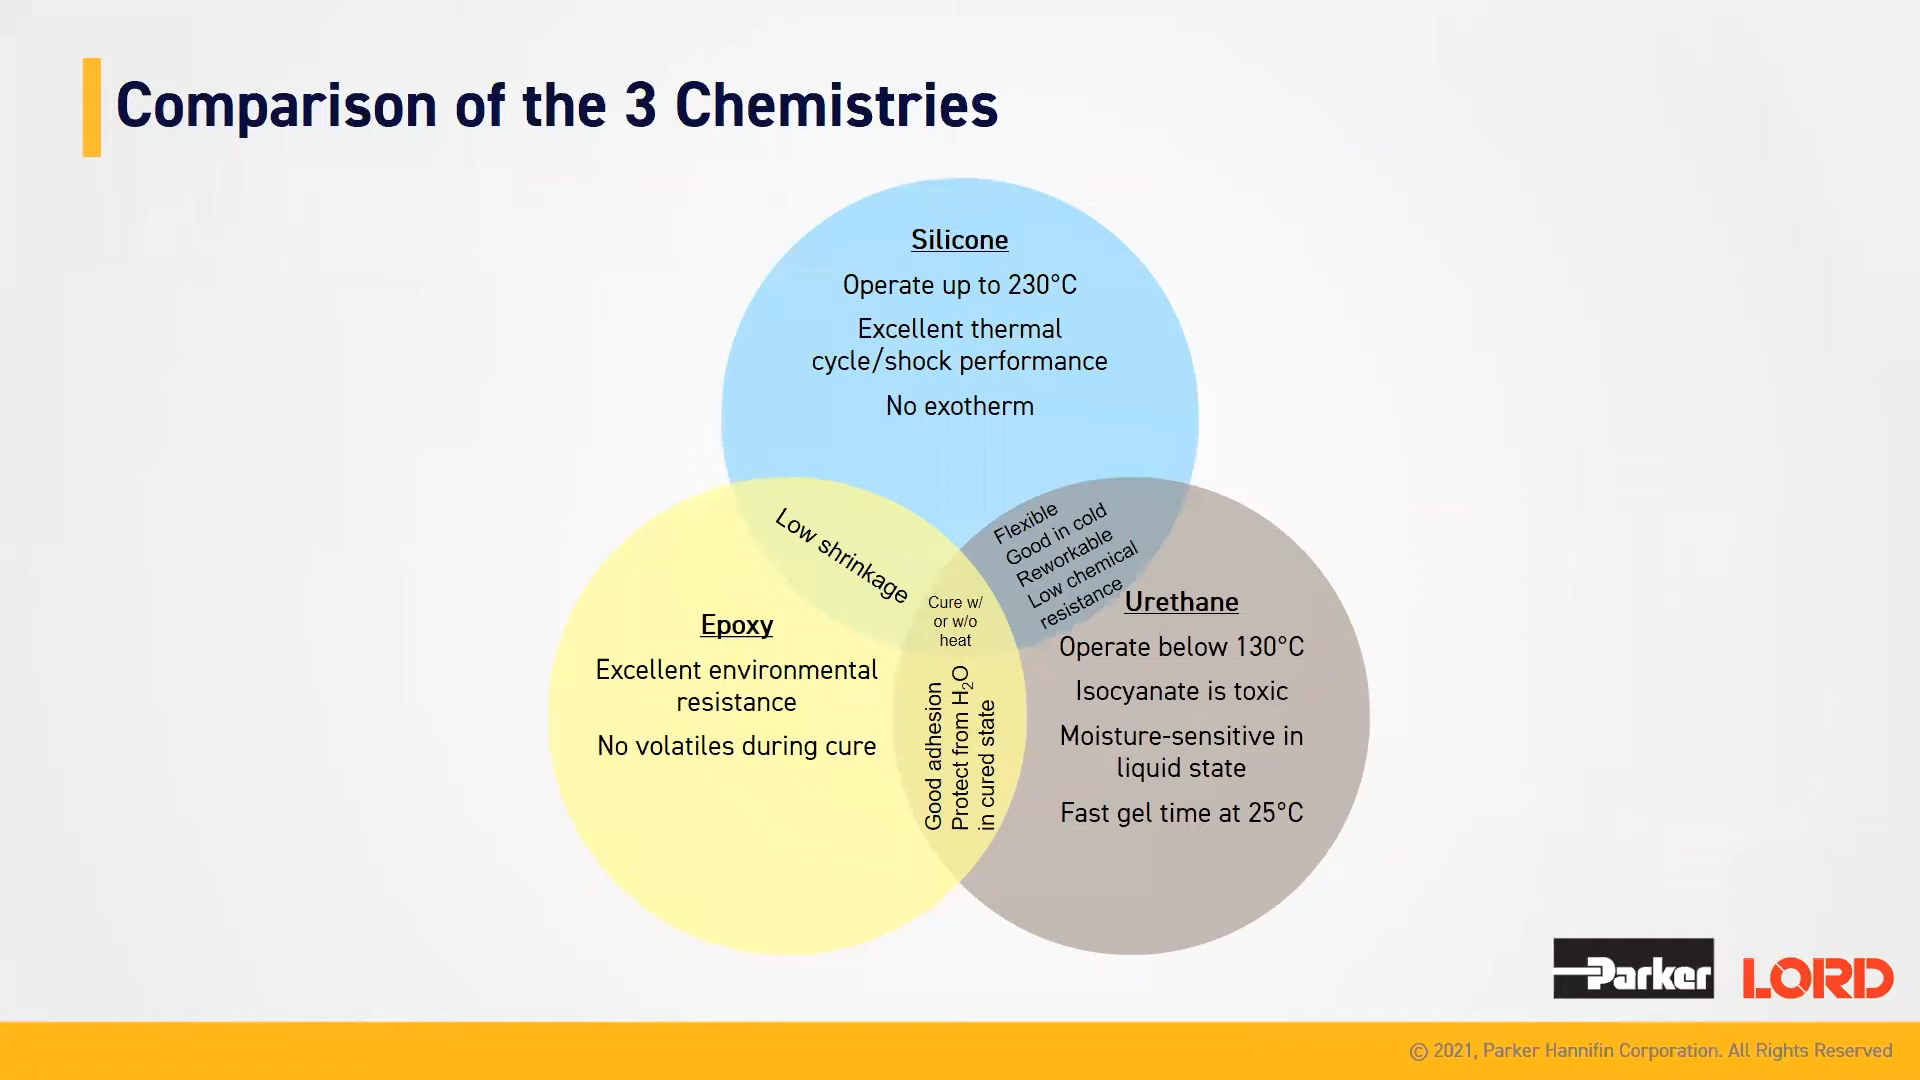 Comparison of the 3 Chemistries
Silicone
Operate up to 230°C
Excellent thermal
cycle/shock performance
No exotherm
Low shrinkage
Flexible
Good in cold
Reworkable
Low chemical
resistance
Cure w/
or w/o
heat
Epoxy
Excellent environmental
resistance
No volatiles during cure
Good adhesion
Protect from H₂O
in cured state
Urethane
Operate below 130°C
Isocyanate is toxic
Moisture-sensitive in
liquid state
Fast gel time at 25°C
Parker
LORD
© 2021, Parker Hannifin Corporation. All Rights Reserved